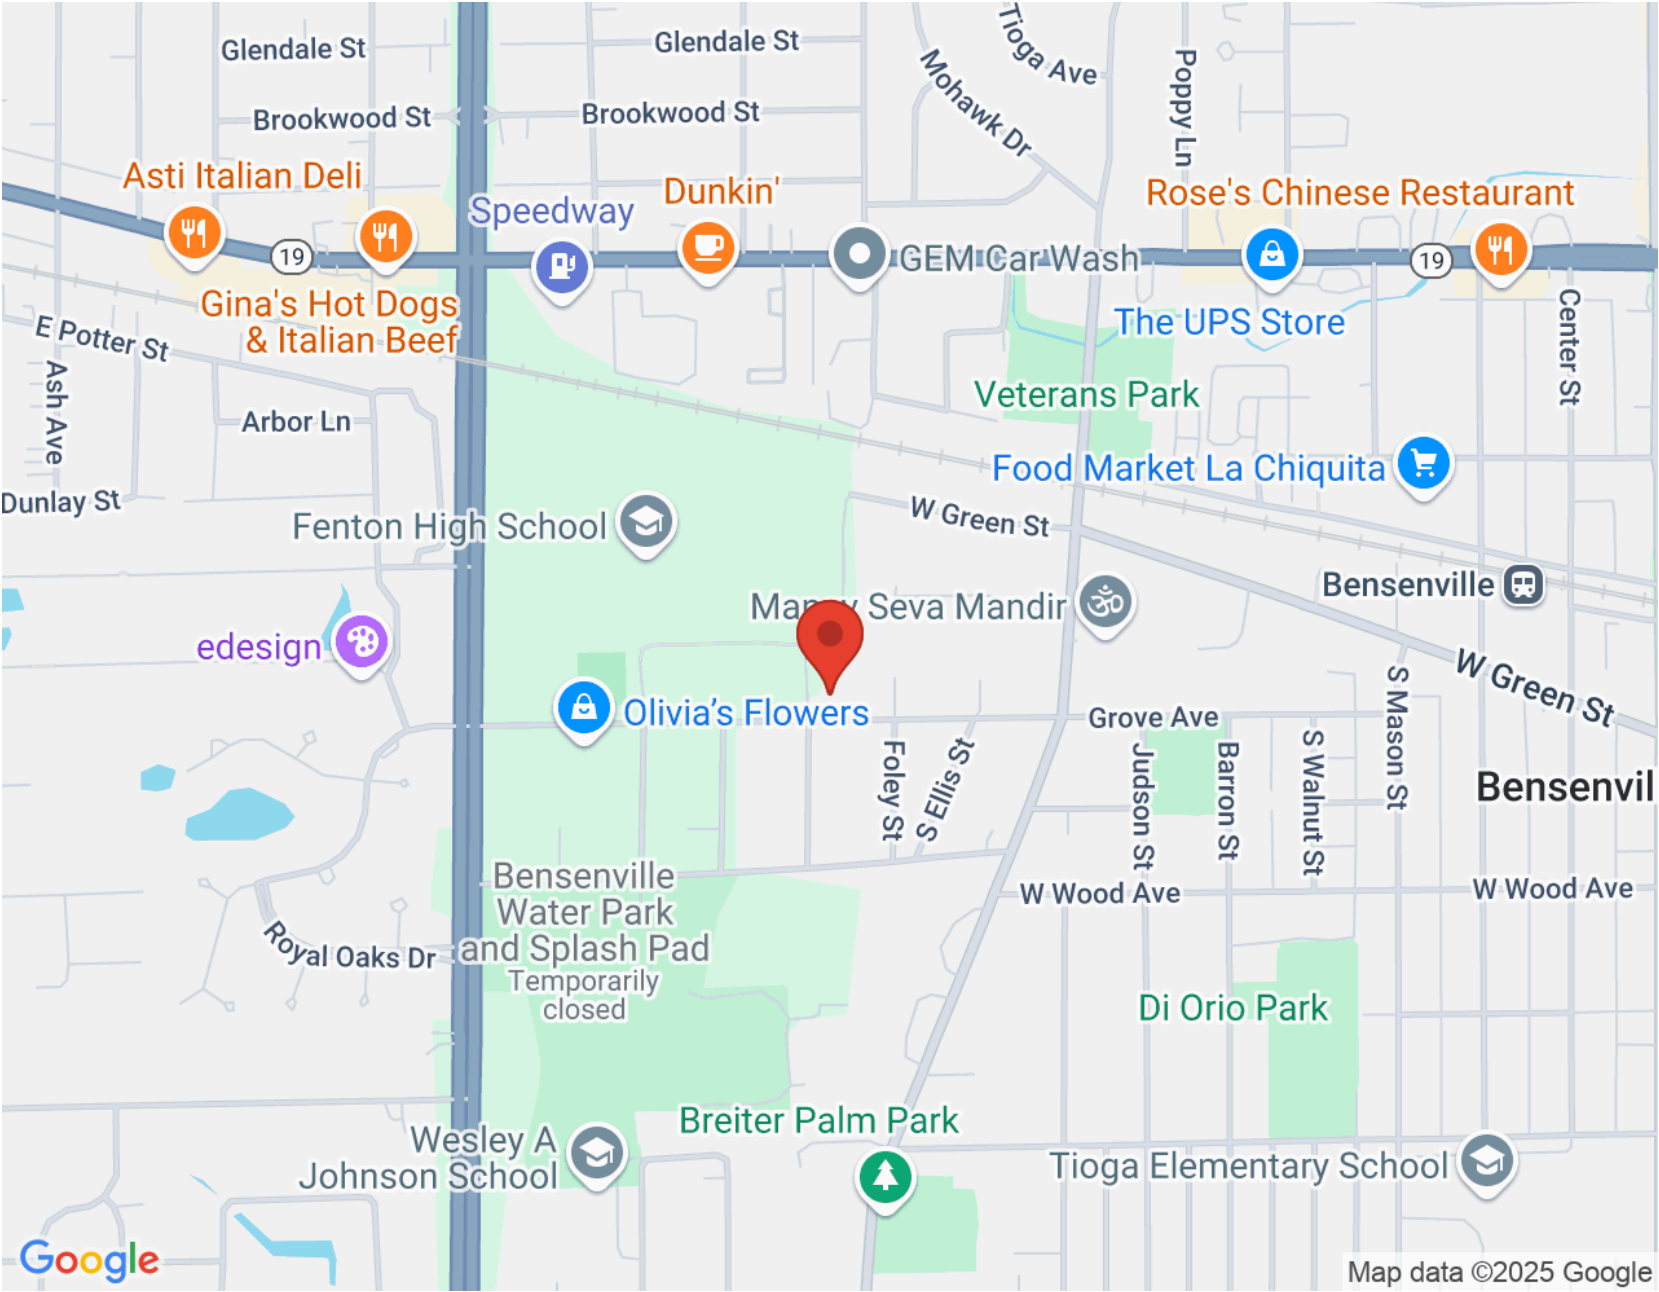 Glendale St
Glendale St
Tioga Ave
Mohawk Dr
Poppy Ln
Brookwood St
Brookwood St
Asti Italian Deli
Speedway
Dunkin'
Rose's Chinese Restaurant
19
GEM Car Wash
19
Gina's Hot Dogs
& Italian Beef
The UPS Store
Center St
E Potter St
Ash Ave
Arbor Ln
Veterans Park
Food Market La Chiquita
Dunlay St
Fenton High School
W Green St
Bensenville
Seva Mandir
edesign
W Green St
S Mason St
Olivia's Flowers
Grove Ave
Foley St
S Ellis St
Judson St
Barron St
S Walnut St
Bensenvil
Bensenville
Water Park
and Splash Pad
Temporarily
closed
W Wood Ave
W Wood Ave
Royal Oaks Dr
Di Orio Park
Breiter Palm Park
Wesley A
Johnson School
Tioga Elementary School
Google
Map data ©2025 Google